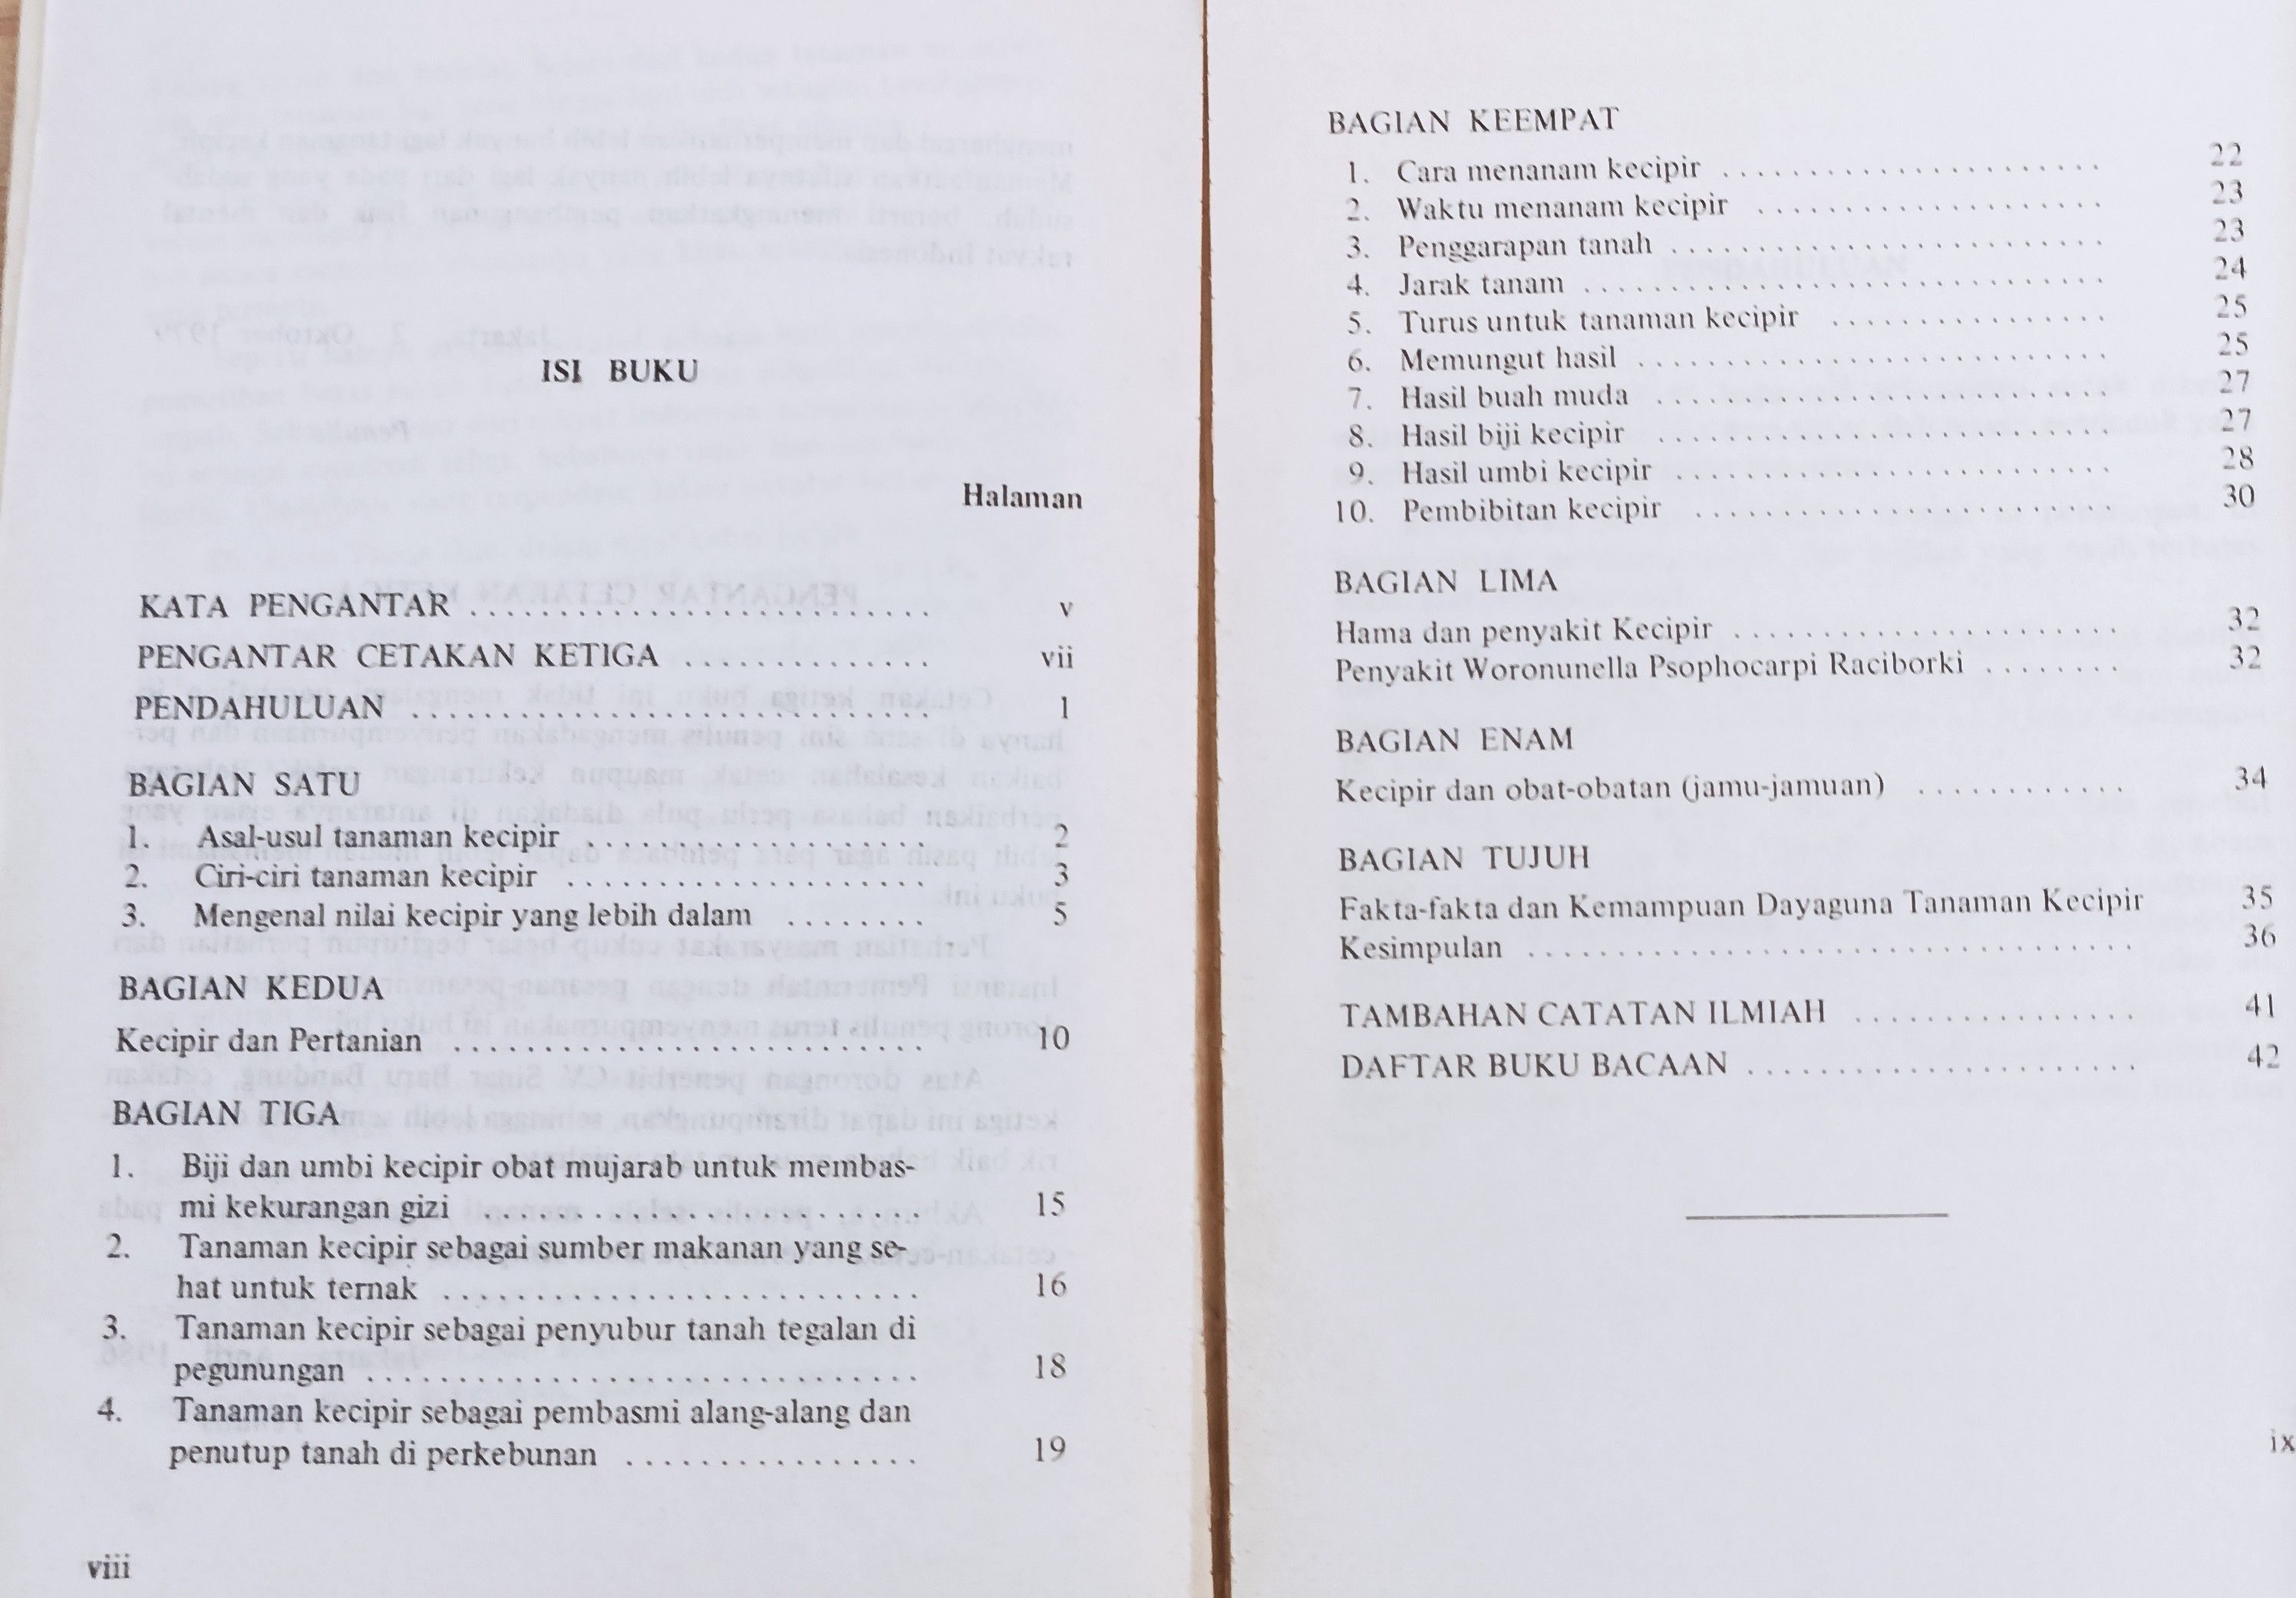 ISI BUKU
Halaman
KATA PENGANTAR . . . . . . . . . . . . . . . . . . . . . . . . . . v
PENGANTAR CETAKAN KETIGA . . . . . . . . . . . . . . vii
PENDAHULUAN . . . . . . . . . . . . . . . . . . . . . . . . . . . . . 1
BAGIAN SATU
1. Asal-usul tanaman kecipir . . . . . . . . . . . . . . . . . . . 2
2. Ciri-ciri tanaman kecipir . . . . . . . . . . . . . . . . . . . . 3
3. Mengenal nilai kecipir yang lebih dalam . . . . . . . . 5
BAGIAN KEDUA
Kecipir dan Pertanian . . . . . . . . . . . . . . . . . . . . . . . . . . 10
BAGIAN TIGA
1. Biji dan umbi kecipir obat mujarab untuk membas-
mi kekurangan gizi . . . . . . . . . . . . . . . . . . . . . . . . 15
2. Tanaman kecipir sebagai sumber makanan yang se-
hat untuk ternak . . . . . . . . . . . . . . . . . . . . . . . . . . 16
3. Tanaman kecipir sebagai penyubur tanah tegalan di
pegunungan . . . . . . . . . . . . . . . . . . . . . . . . . . . . . . 18
4. Tanaman kecipir sebagai pembasmi alang-alang dan
penutup tanah di perkebunan . . . . . . . . . . . . . . . . 19
viii
BAGIAN KEEMPAT
1. Cara menanam kecipir . . . . . . . . . . . . . . . . . . . . . . 22
2. Waktu menanam kecipir . . . . . . . . . . . . . . . . . . . . 23
3. Penggarapan tanah . . . . . . . . . . . . . . . . . . . . . . . . . 23
4. Jarak tanam . . . . . . . . . . . . . . . . . . . . . . . . . . . . . . 24
5. Turus untuk tanaman kecipir . . . . . . . . . . . . . . . . 25
6. Memungut hasil . . . . . . . . . . . . . . . . . . . . . . . . . . . 25
7. Hasil buah muda . . . . . . . . . . . . . . . . . . . . . . . . . . 27
8. Hasil biji kecipir . . . . . . . . . . . . . . . . . . . . . . . . . . 27
9. Hasil umbi kecipir . . . . . . . . . . . . . . . . . . . . . . . . . 28
10. Pembibitan kecipir . . . . . . . . . . . . . . . . . . . . . . . . 30
BAGIAN LIMA
Hama dan penyakit Kecipir . . . . . . . . . . . . . . . . . . . . . . 32
Penyakit Woronunella Psophocarpi Raciborki . . . . . . . . 32
BAGIAN ENAM
Kecipir dan obat-obatan (jamu-jamuan) . . . . . . . . . . . . 34
BAGIAN TUJUH
Fakta-fakta dan Kemampuan Dayaguna Tanaman Kecipir 35
Kesimpulan . . . . . . . . . . . . . . . . . . . . . . . . . . . . . . . . . . 36
TAMBAHAN CATATAN ILMIAH . . . . . . . . . . . . . . . . 41
DAFTAR BUKU BACAAN . . . . . . . . . . . . . . . . . . . . . . 42
ix